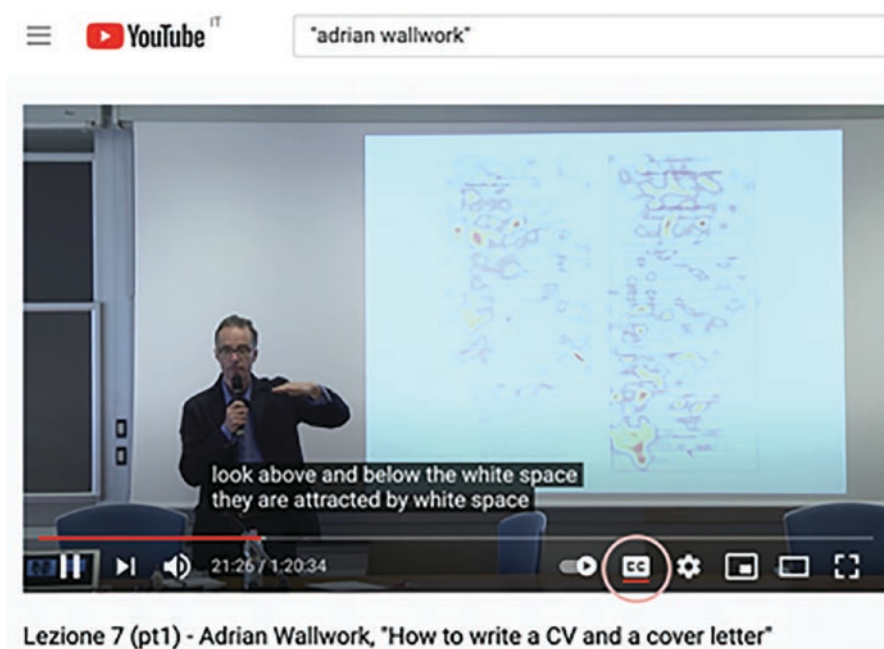 YouTube IT
"adrian wallwork"
look above and below the white space
they are attracted by white space
21:26 / 1:20:34
CC
Lezione 7 (pt1) - Adrian Wallwork, "How to write a CV and a cover letter"